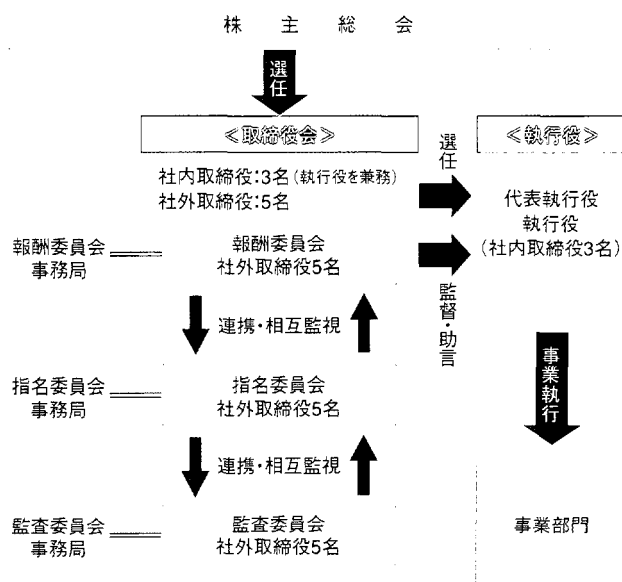 株主総会
選任
＜取締役会＞
選任
＜執行役＞
社内取締役：3名(執行役を兼務)
社外取締役：5名
代表執行役
執行役
(社内取締役3名)
報酬委員会
事務局
報酬委員会
社外取締役5名
監督・助言
連携・相互監視
事業執行
指名委員会
事務局
指名委員会
社外取締役5名
連携・相互監視
監査委員会
事務局
監査委員会
社外取締役5名
事業部門